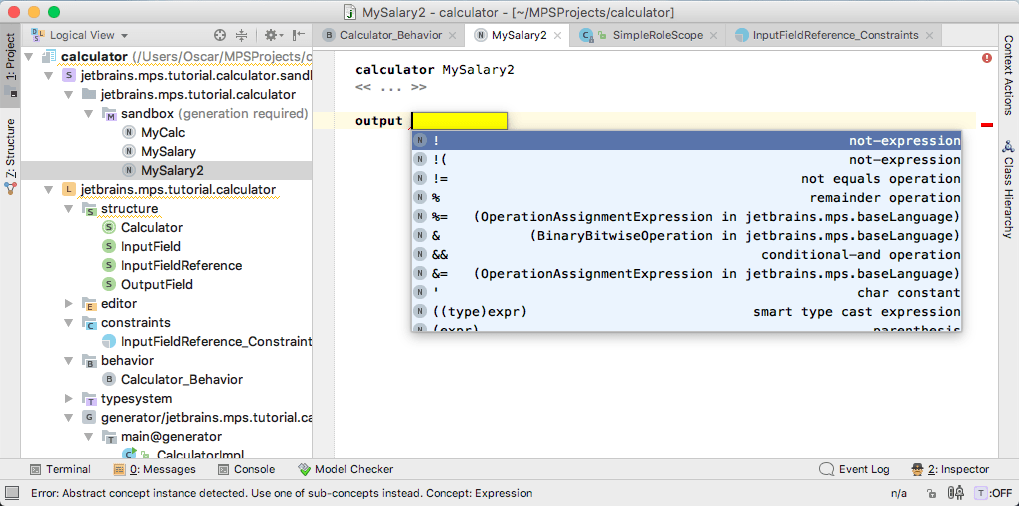 MySalary2 - calculator - [~/MPSProjects/calculator]
1: Project
Z: Structure
Logical View
Calculator_Behavior
MySalary2
SimpleRoleScope
InputFieldReference_Constraints
calculator (/Users/Oscar/MPSProjects/c
jetbrains.mps.tutorial.calculator.sand
jetbrains.mps.tutorial.calculator
sandbox (generation required)
MyCalc
MySalary
MySalary2
jetbrains.mps.tutorial.calculator
structure
Calculator
InputField
InputFieldReference
OutputField
editor
constraints
InputFieldReference_Constraint
behavior
Calculator_Behavior
typesystem
generator/jetbrains.mps.tutorial.ca
main@generator
CalculatorImpl
calculator MySalary2
<< ... >>
output
! not-expression
!( not-expression
!= not equals operation
% remainder operation
%= (OperationAssignmentExpression in jetbrains.mps.baseLanguage)
& (BinaryBitwiseOperation in jetbrains.mps.baseLanguage)
&& conditional-and operation
&= (OperationAssignmentExpression in jetbrains.mps.baseLanguage)
' char constant
((type)expr) smart type cast expression
(expr) parenthesis
Context Actions
Class Hierarchy
Terminal
0: Messages
Console
Model Checker
Event Log
2: Inspector
Error: Abstract concept instance detected. Use one of sub-concepts instead. Concept: Expression
n/a
T :OFF